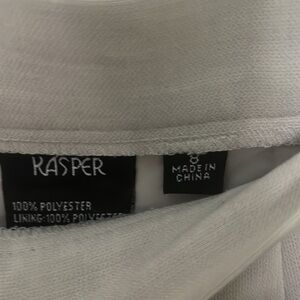 KASPER
100% POLYESTER
LINING: 100% POLYESTER
8
MADE IN
CHINA